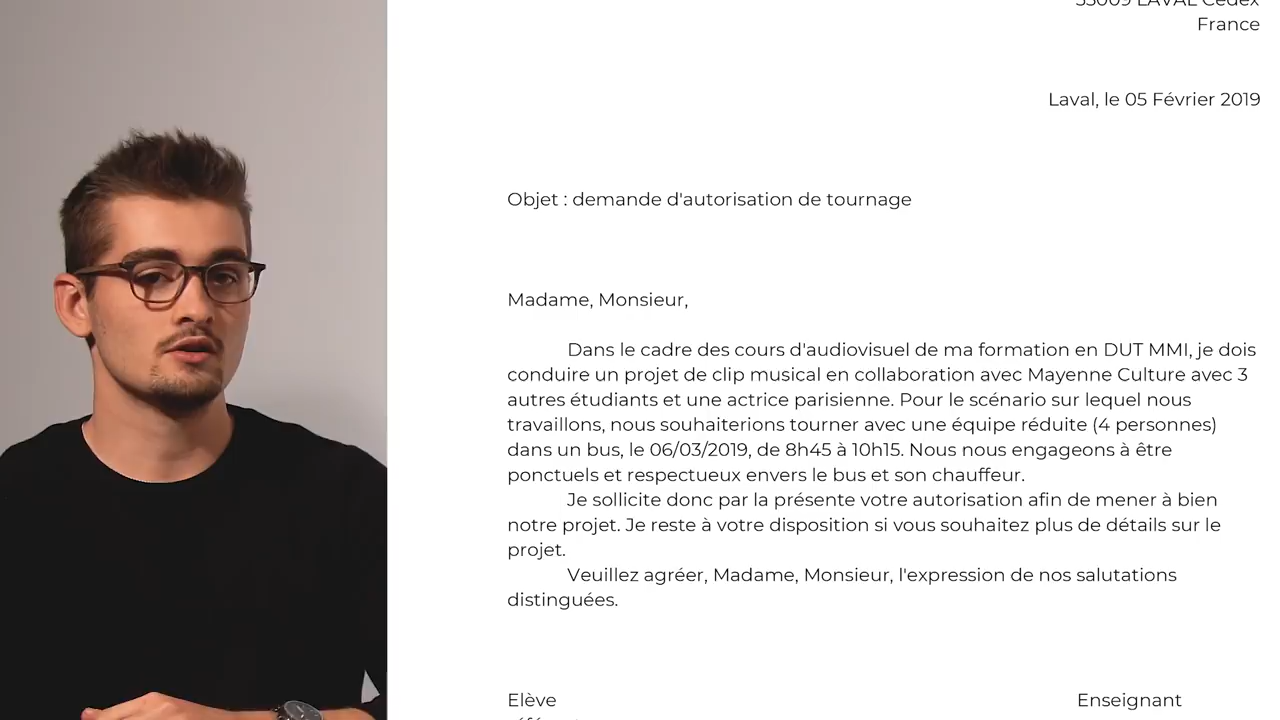 53009 LAVAL Cedex
France
Laval, le 05 Février 2019
Objet : demande d'autorisation de tournage
Madame, Monsieur,
Dans le cadre des cours d'audiovisuel de ma formation en DUT MMI, je dois
conduire un projet de clip musical en collaboration avec Mayenne Culture avec 3
autres étudiants et une actrice parisienne. Pour le scénario sur lequel nous
travaillons, nous souhaiterions tourner avec une équipe réduite (4 personnes)
dans un bus, le 06/03/2019, de 8h45 à 10h15. Nous nous engageons à être
ponctuels et respectueux envers le bus et son chauffeur.
Je sollicite donc par la présente votre autorisation afin de mener à bien
notre projet. Je reste à votre disposition si vous souhaitez plus de détails sur le
projet.
Veuillez agréer, Madame, Monsieur, l'expression de nos salutations
distinguées.
Elève
Enseignant